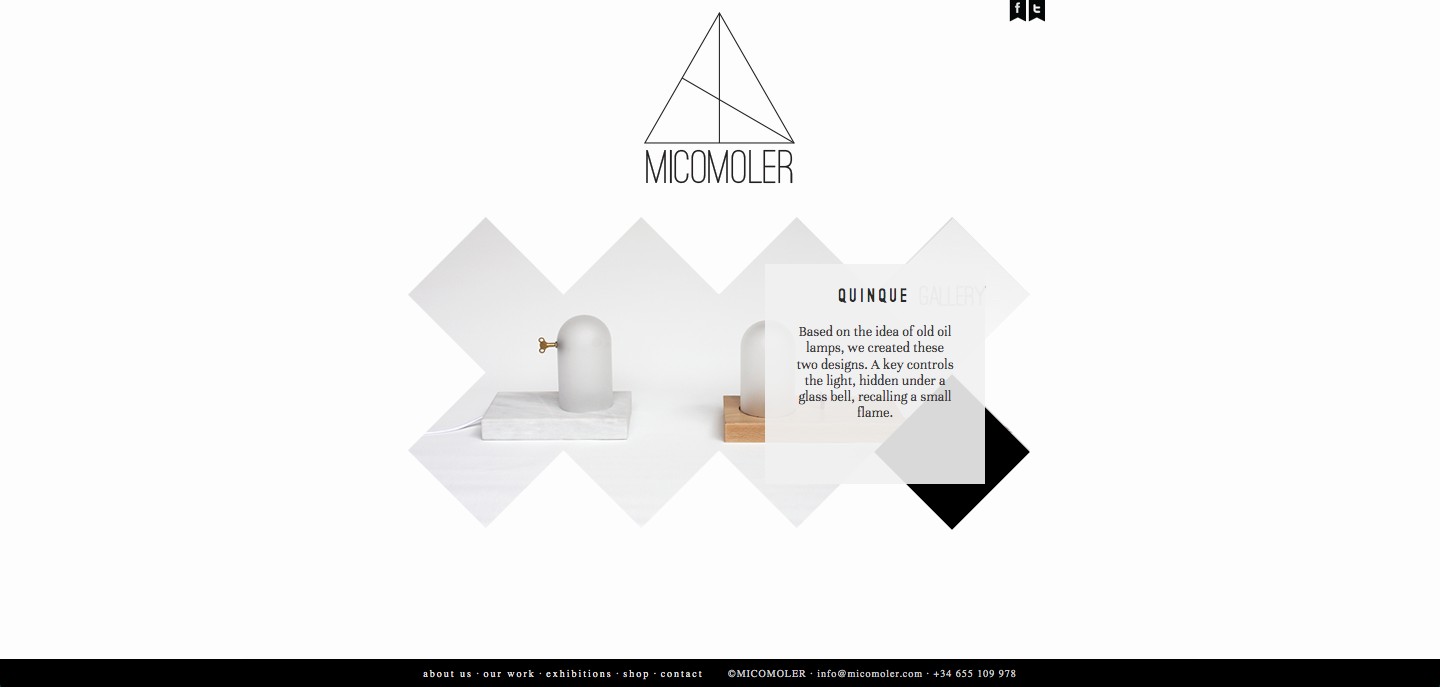 f t
MICOMOLER
QUINQUE GALLERY
Based on the idea of old oil
lamps, we created these
two designs. A key controls
the light, hidden under a
glass bell, recalling a small
flame.
about us · our work · exhibitions · shop · contact ©MICOMOLER · info@micomoler.com · +34 655 109 978